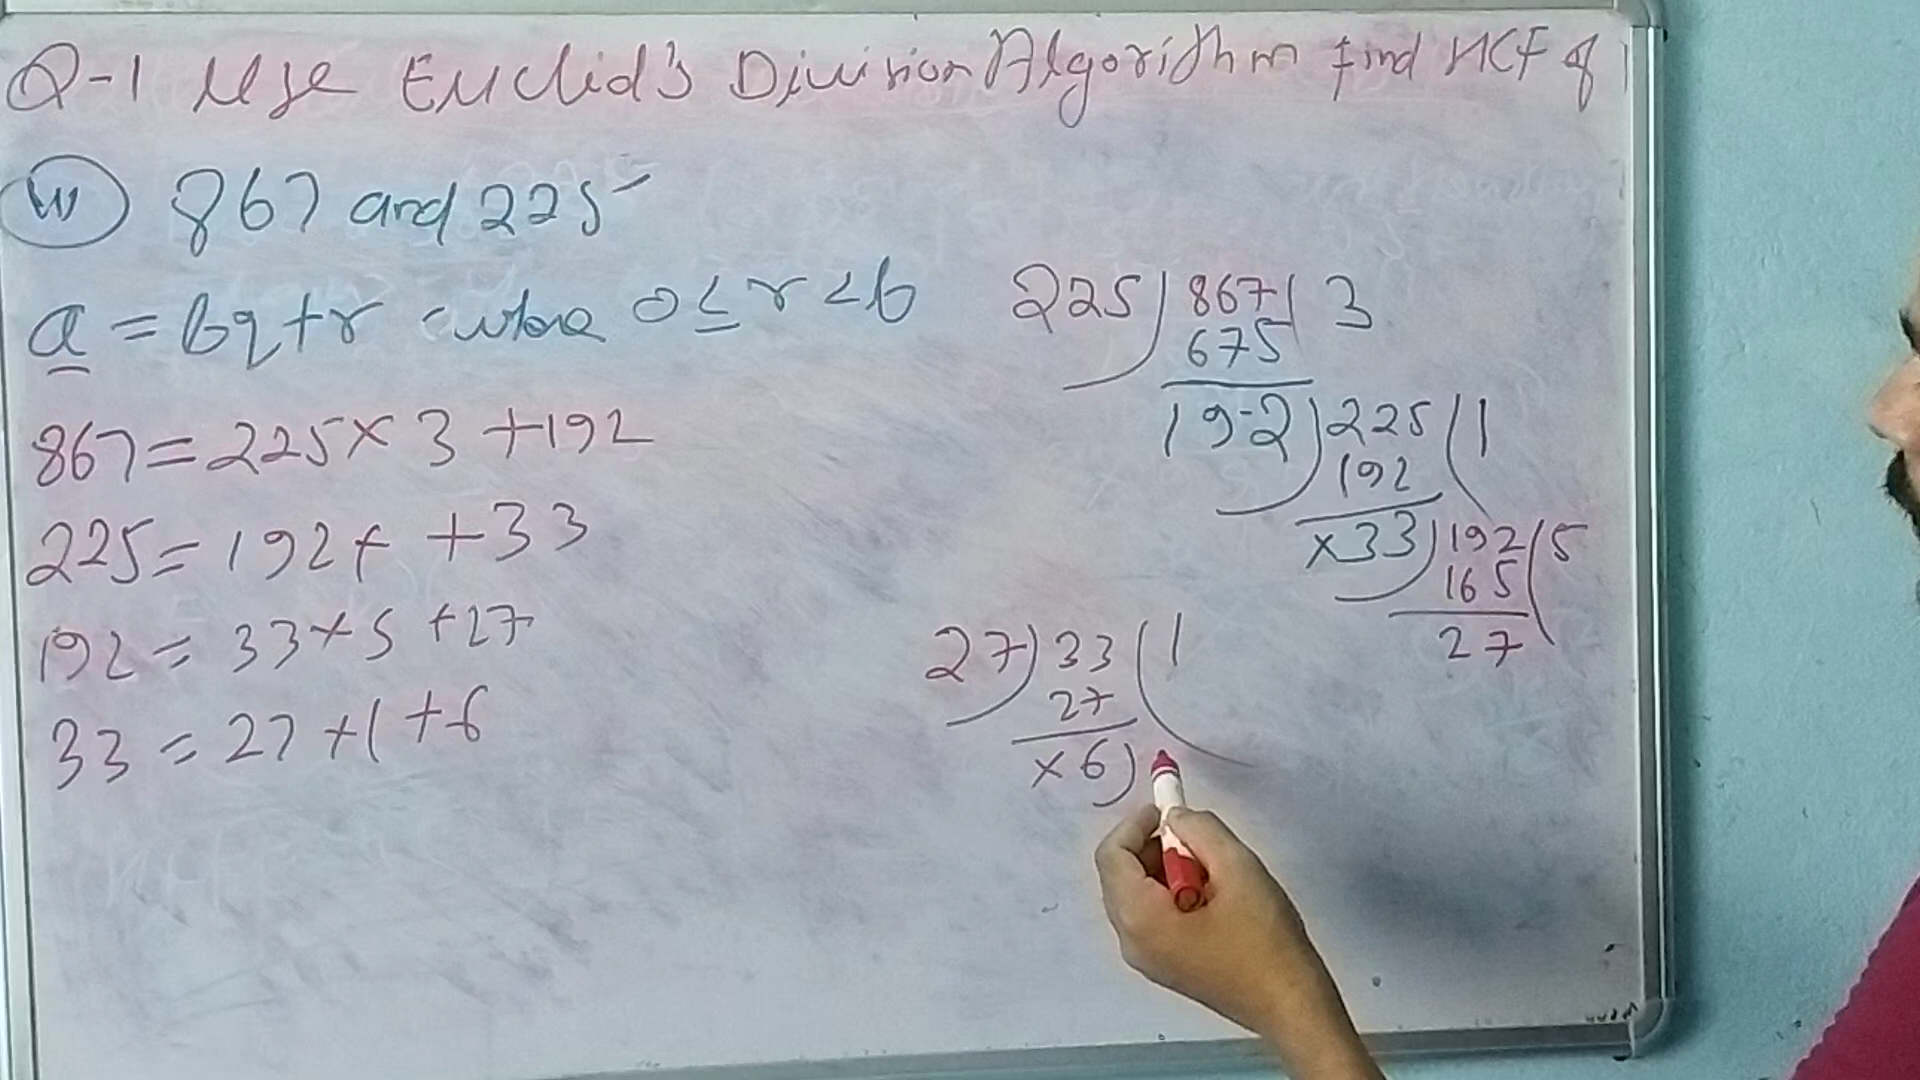 Q-1 Use Euclid's Division Algorithm find HCF of
(iii) 867 and 225
a = bq+r where 0 ≤ r < b
867 = 225 × 3 + 192
225 = 192 × + 33
192 = 33 × 5 + 27
33 = 27 × 1 + 6
225 ) 867 ( 3
675
192 ) 225 ( 1
192
×33 ) 192 ( 5
165
27
27 ) 33 ( 1
27
×6 )